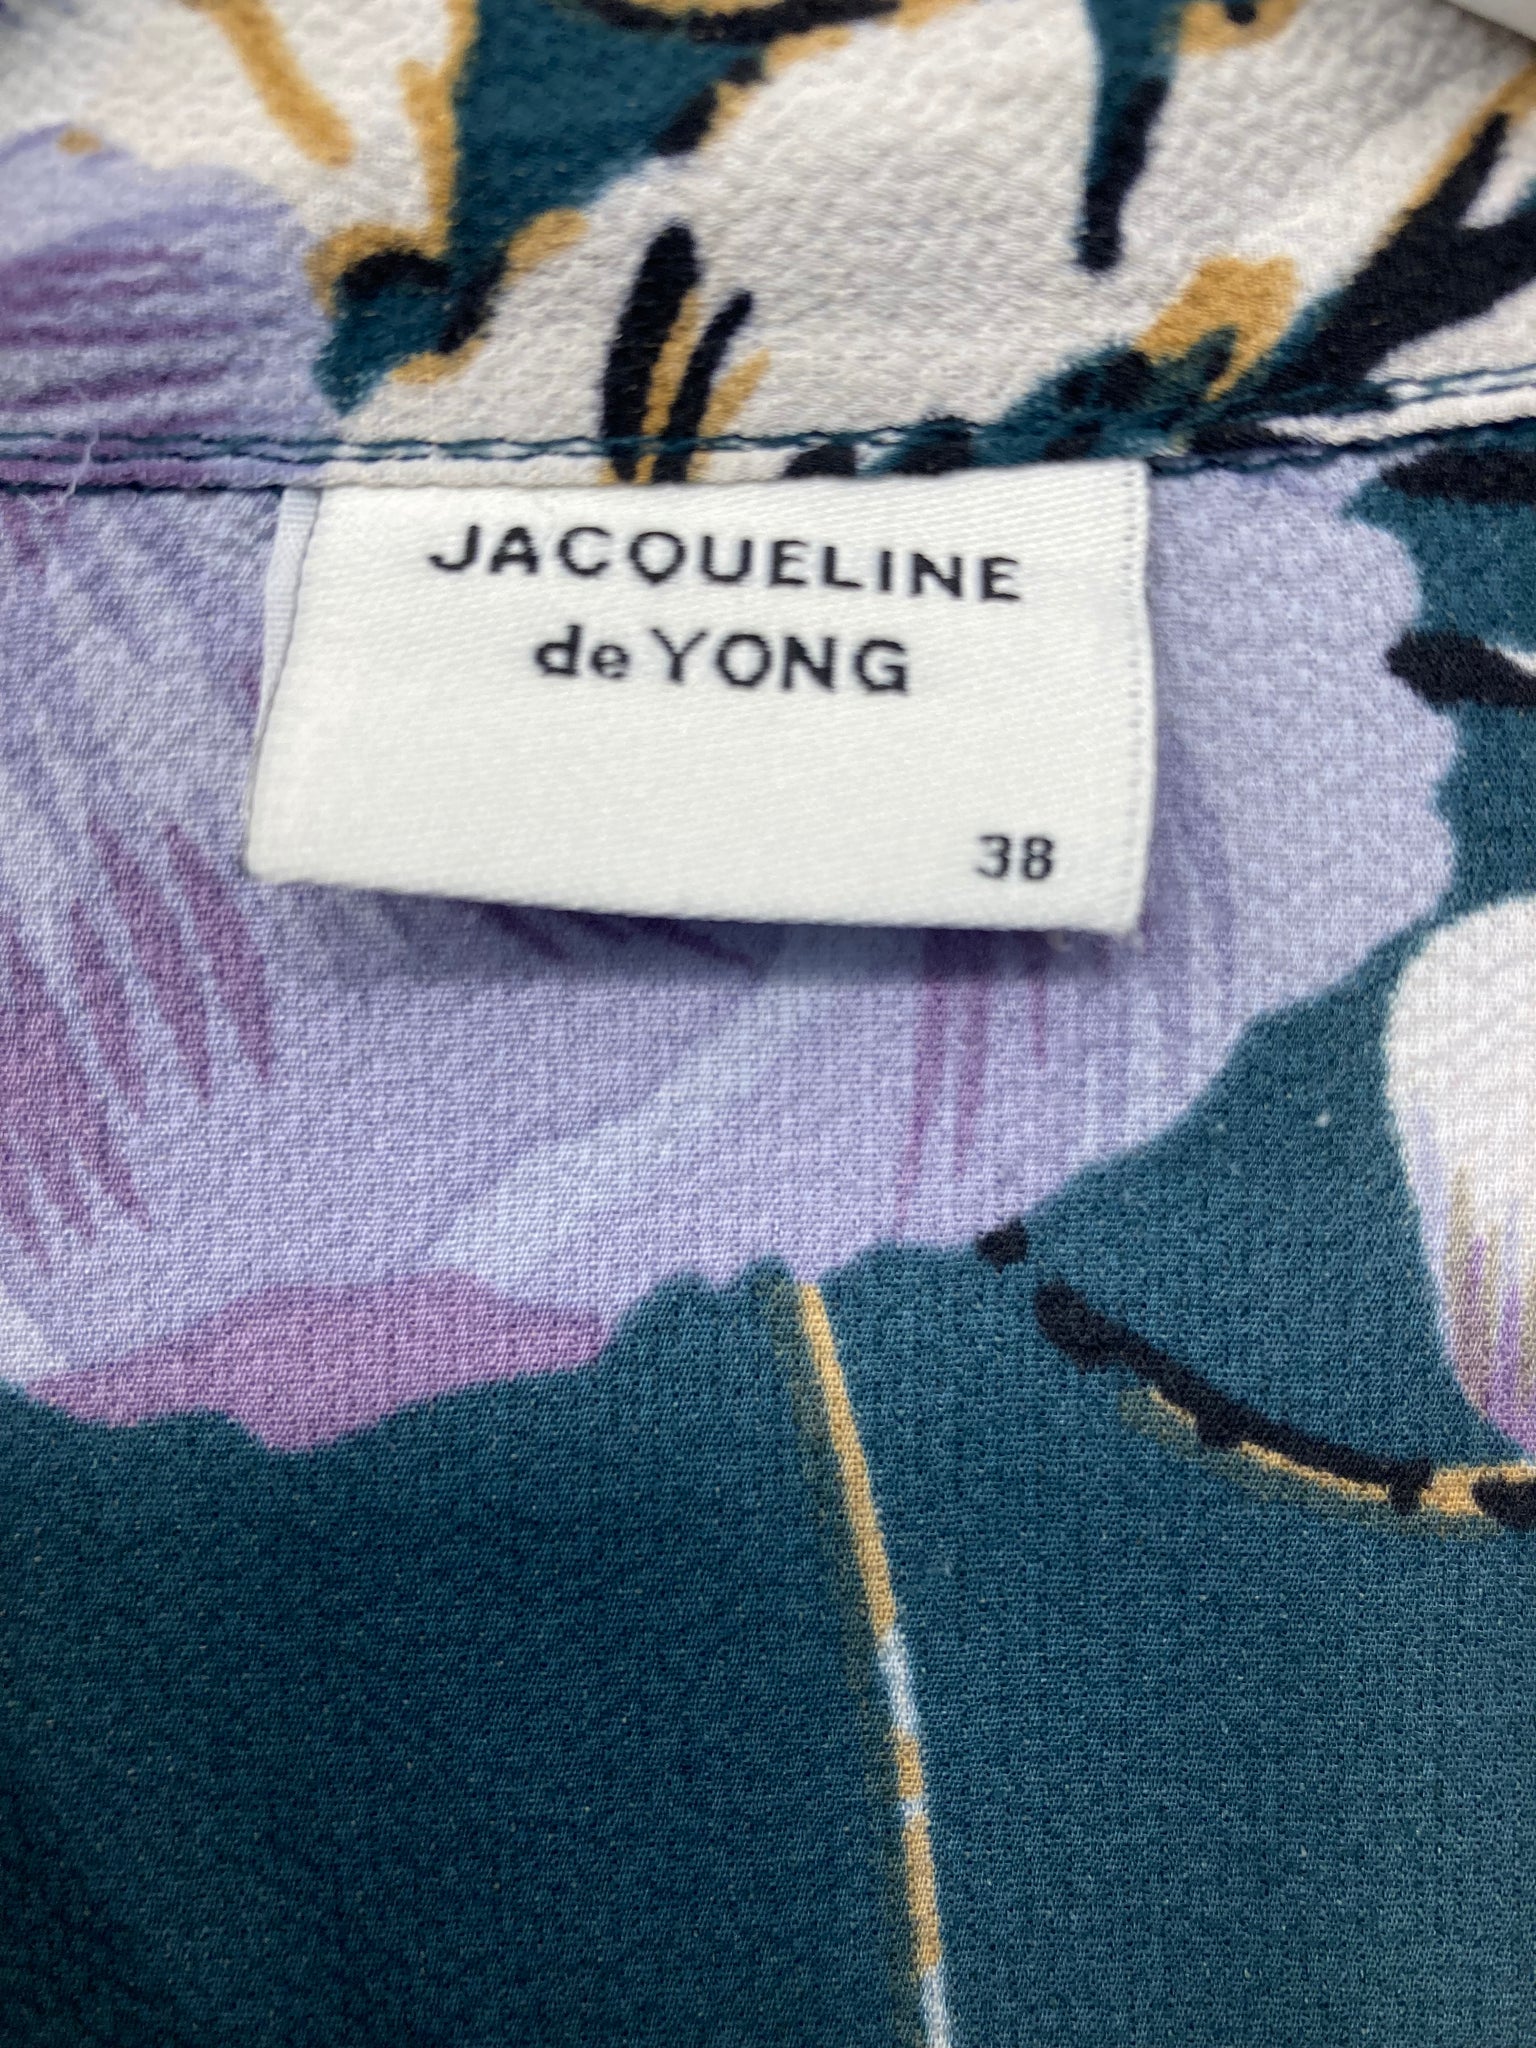 JACQUELINE
de YONG
38